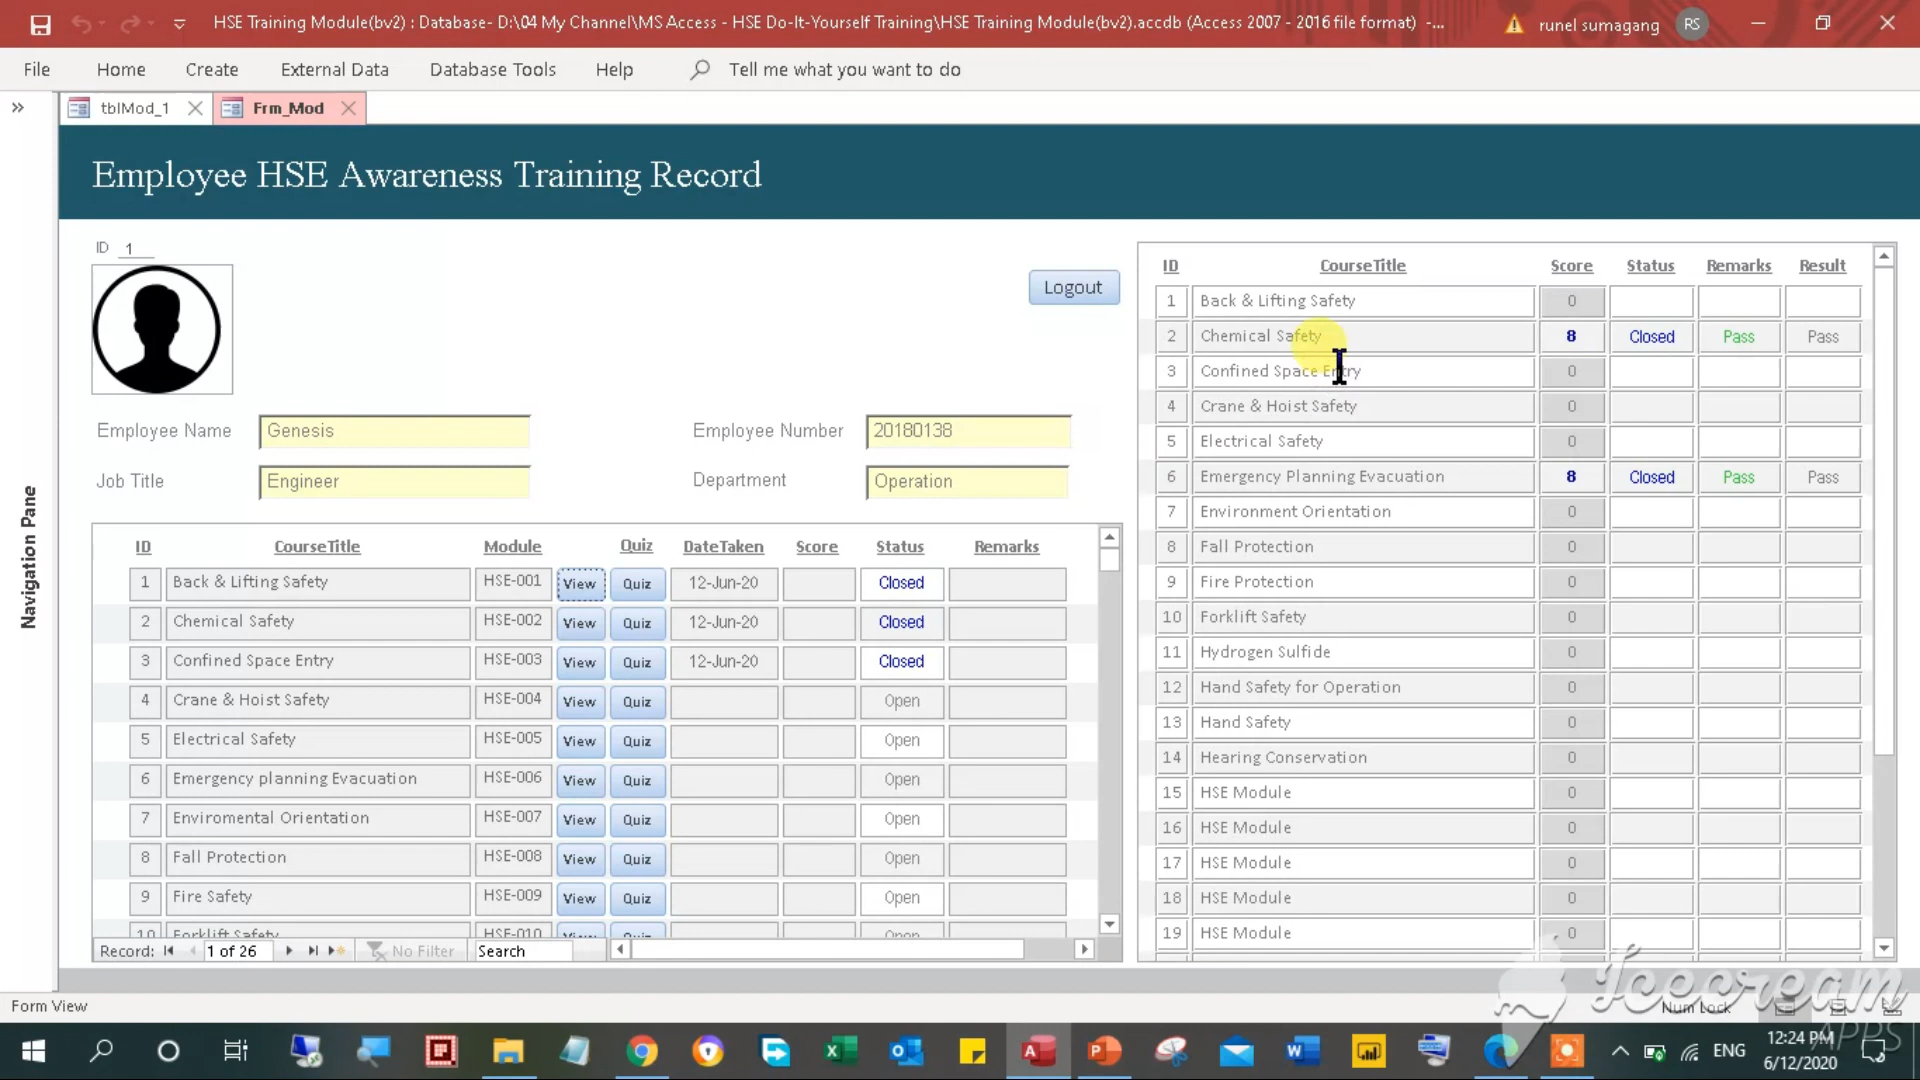 HSE Training Module(bv2) : Database- D:\04 My Channel\MS Access - HSE Do-It-Yourself Training\HSE Training Module(bv2).accdb (Access 2007 - 2016 file format) -... runel sumagang RS
File Home Create External Data Database Tools Help Tell me what you want to do
tblMod_1 Frm_Mod
Employee HSE Awareness Training Record
Navigation Pane
ID 1
Logout
Employee Name Genesis Employee Number 20180138
Job Title Engineer Department Operation
ID CourseTitle Module Quiz DateTaken Score Status Remarks
1 Back & Lifting Safety HSE-001 View Quiz 12-Jun-20 Closed
2 Chemical Safety HSE-002 View Quiz 12-Jun-20 Closed
3 Confined Space Entry HSE-003 View Quiz 12-Jun-20 Closed
4 Crane & Hoist Safety HSE-004 View Quiz Open
5 Electrical Safety HSE-005 View Quiz Open
6 Emergency planning Evacuation HSE-006 View Quiz Open
7 Enviromental Orientation HSE-007 View Quiz Open
8 Fall Protection HSE-008 View Quiz Open
9 Fire Safety HSE-009 View Quiz Open
10 Forklift Safety HSE-010 View Quiz Open
Record: 1 of 26 No Filter Search
ID CourseTitle Score Status Remarks Result
1 Back & Lifting Safety 0
2 Chemical Safety 8 Closed Pass Pass
3 Confined Space Entry 0
4 Crane & Hoist Safety 0
5 Electrical Safety 0
6 Emergency Planning Evacuation 8 Closed Pass Pass
7 Environment Orientation 0
8 Fall Protection 0
9 Fire Protection 0
10 Forklift Safety 0
11 Hydrogen Sulfide 0
12 Hand Safety for Operation 0
13 Hand Safety 0
14 Hearing Conservation 0
15 HSE Module 0
16 HSE Module 0
17 HSE Module 0
18 HSE Module 0
19 HSE Module 0
Form View Num Lock
Icecream
APPS
ENG 12:24 PM
6/12/2020